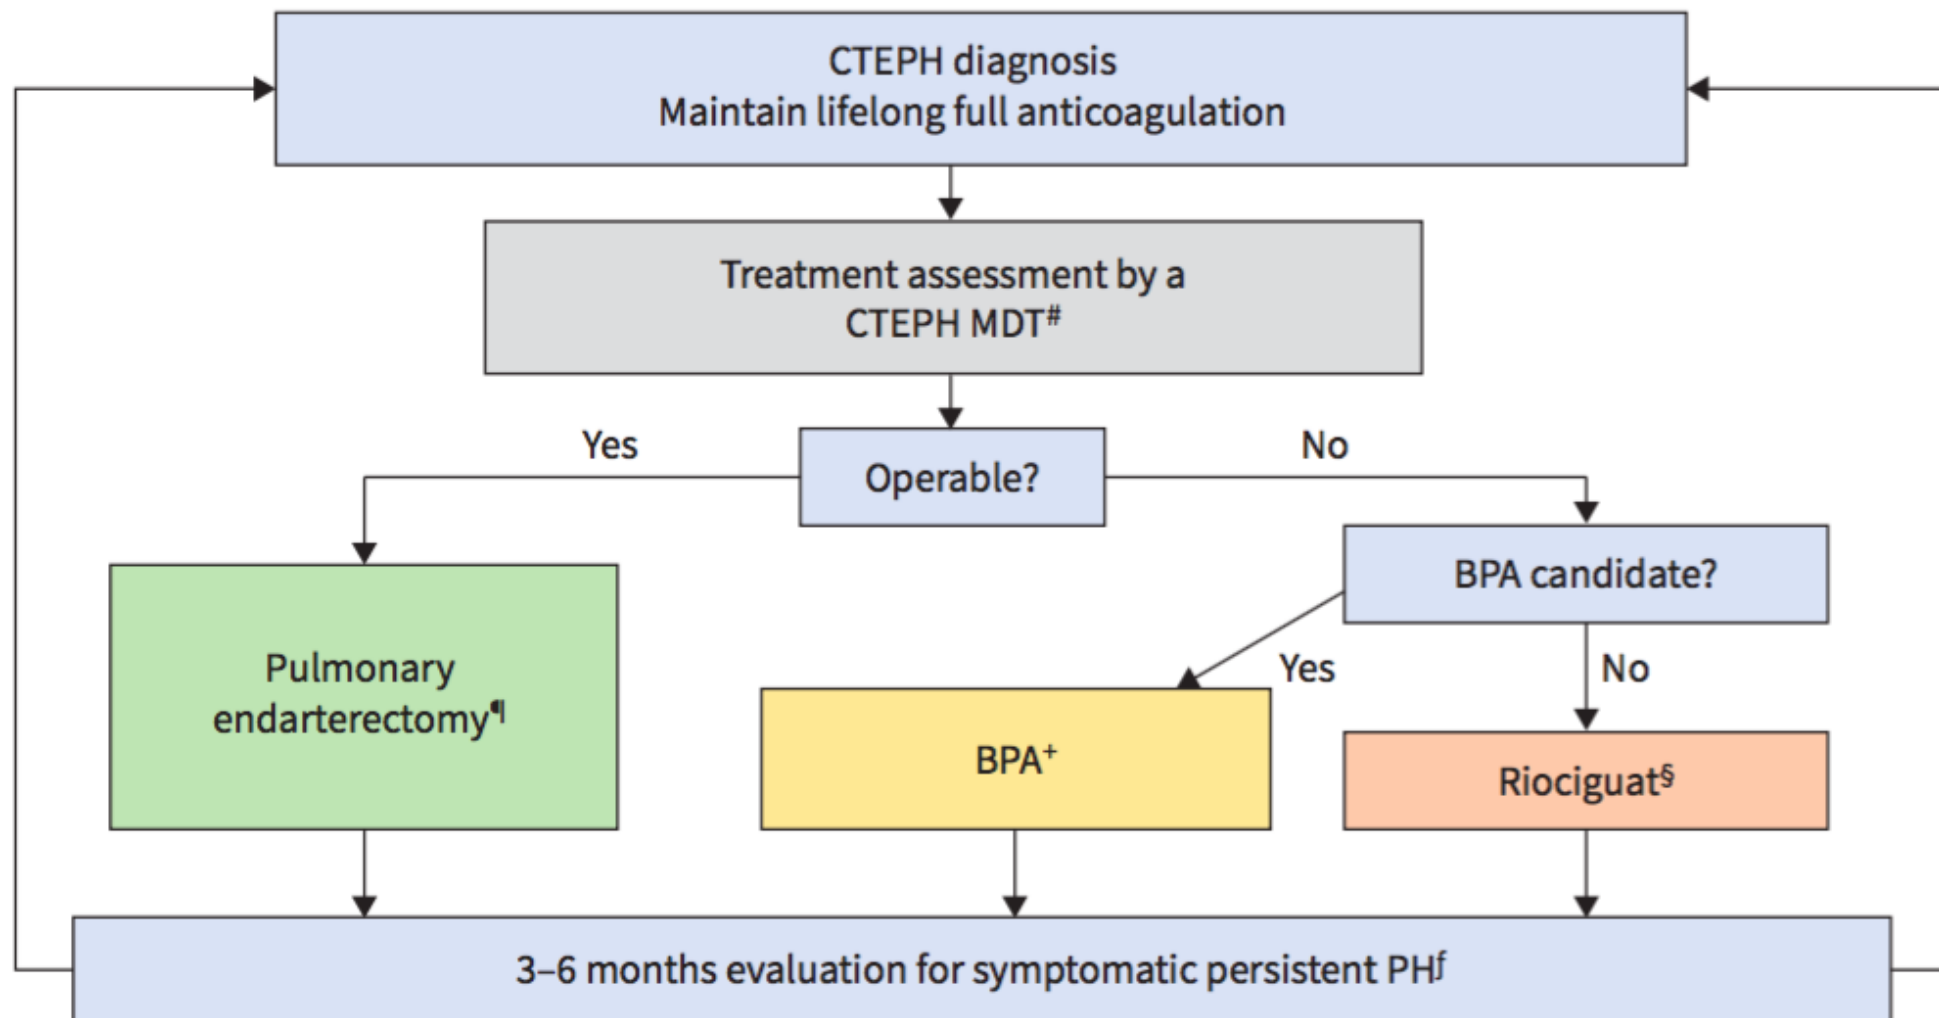 CTEPH diagnosis
Maintain lifelong full anticoagulation
Treatment assessment by a
CTEPH MDT#
Yes
Operable?
No
BPA candidate?
Pulmonary
endarterectomy¶
Yes
No
BPA+
Riociguat§
3–6 months evaluation for symptomatic persistent PHƒ